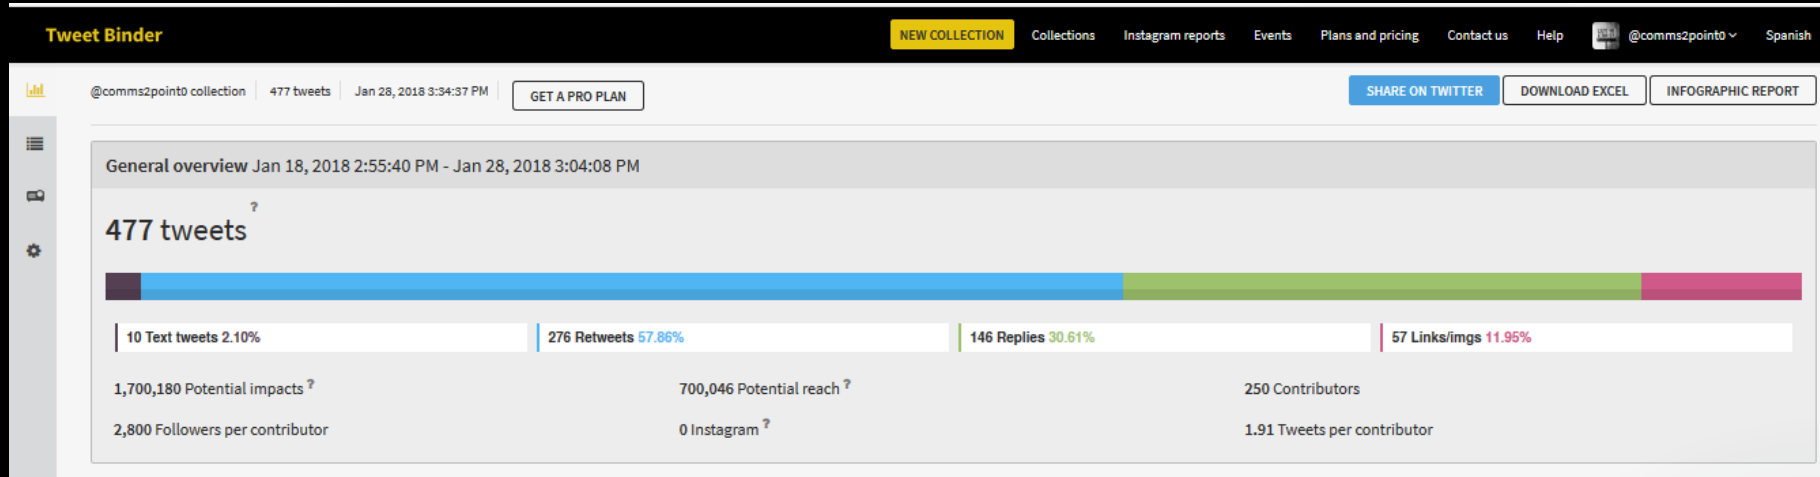 Tweet Binder NEW COLLECTION Collections Instagram reports Events Plans and pricing Contact us Help @comms2point0 Spanish
@comms2point0 collection 477 tweets Jan 28, 2018 3:34:37 PM GET A PRO PLAN SHARE ON TWITTER DOWNLOAD EXCEL INFOGRAPHIC REPORT
General overview Jan 18, 2018 2:55:40 PM - Jan 28, 2018 3:04:08 PM
477 tweets ?
10 Text tweets 2.10% 276 Retweets 57.86% 146 Replies 30.61% 57 Links/imgs 11.95%
1,700,180 Potential impacts ? 700,046 Potential reach ? 250 Contributors
2,800 Followers per contributor 0 Instagram ? 1.91 Tweets per contributor